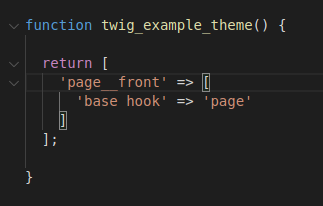 function twig_example_theme() {
return [
'page__front' => [
'base hook' => 'page'
]
];
}